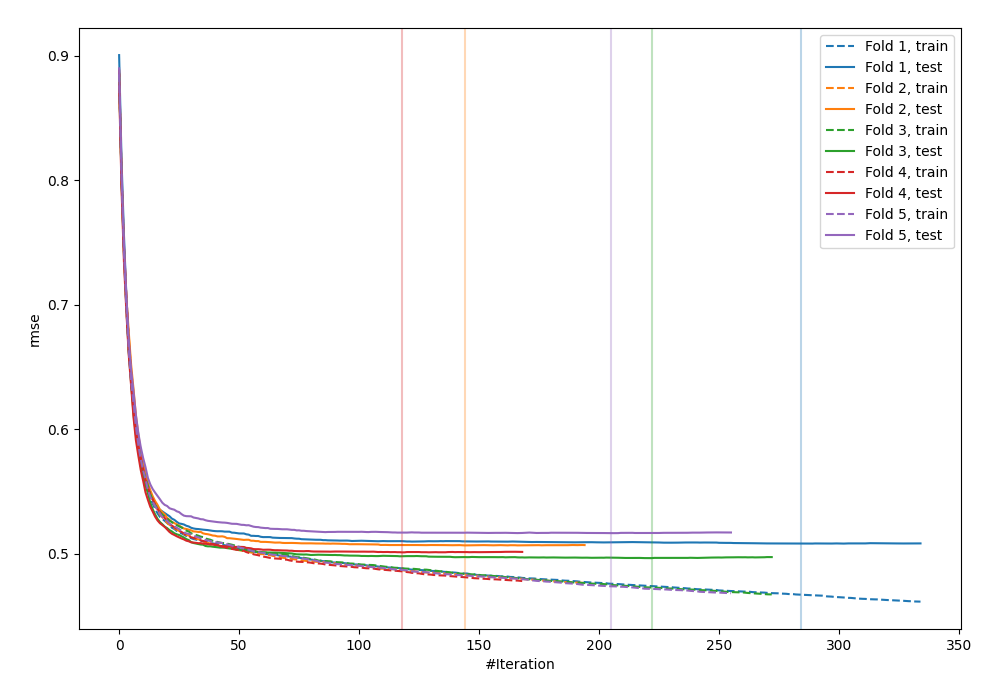 0.9
0.8
0.7
0.6
0.5
rmse
0
50
100
150
200
250
300
350
#Iteration
Fold 1, train
Fold 1, test
Fold 2, train
Fold 2, test
Fold 3, train
Fold 3, test
Fold 4, train
Fold 4, test
Fold 5, train
Fold 5, test